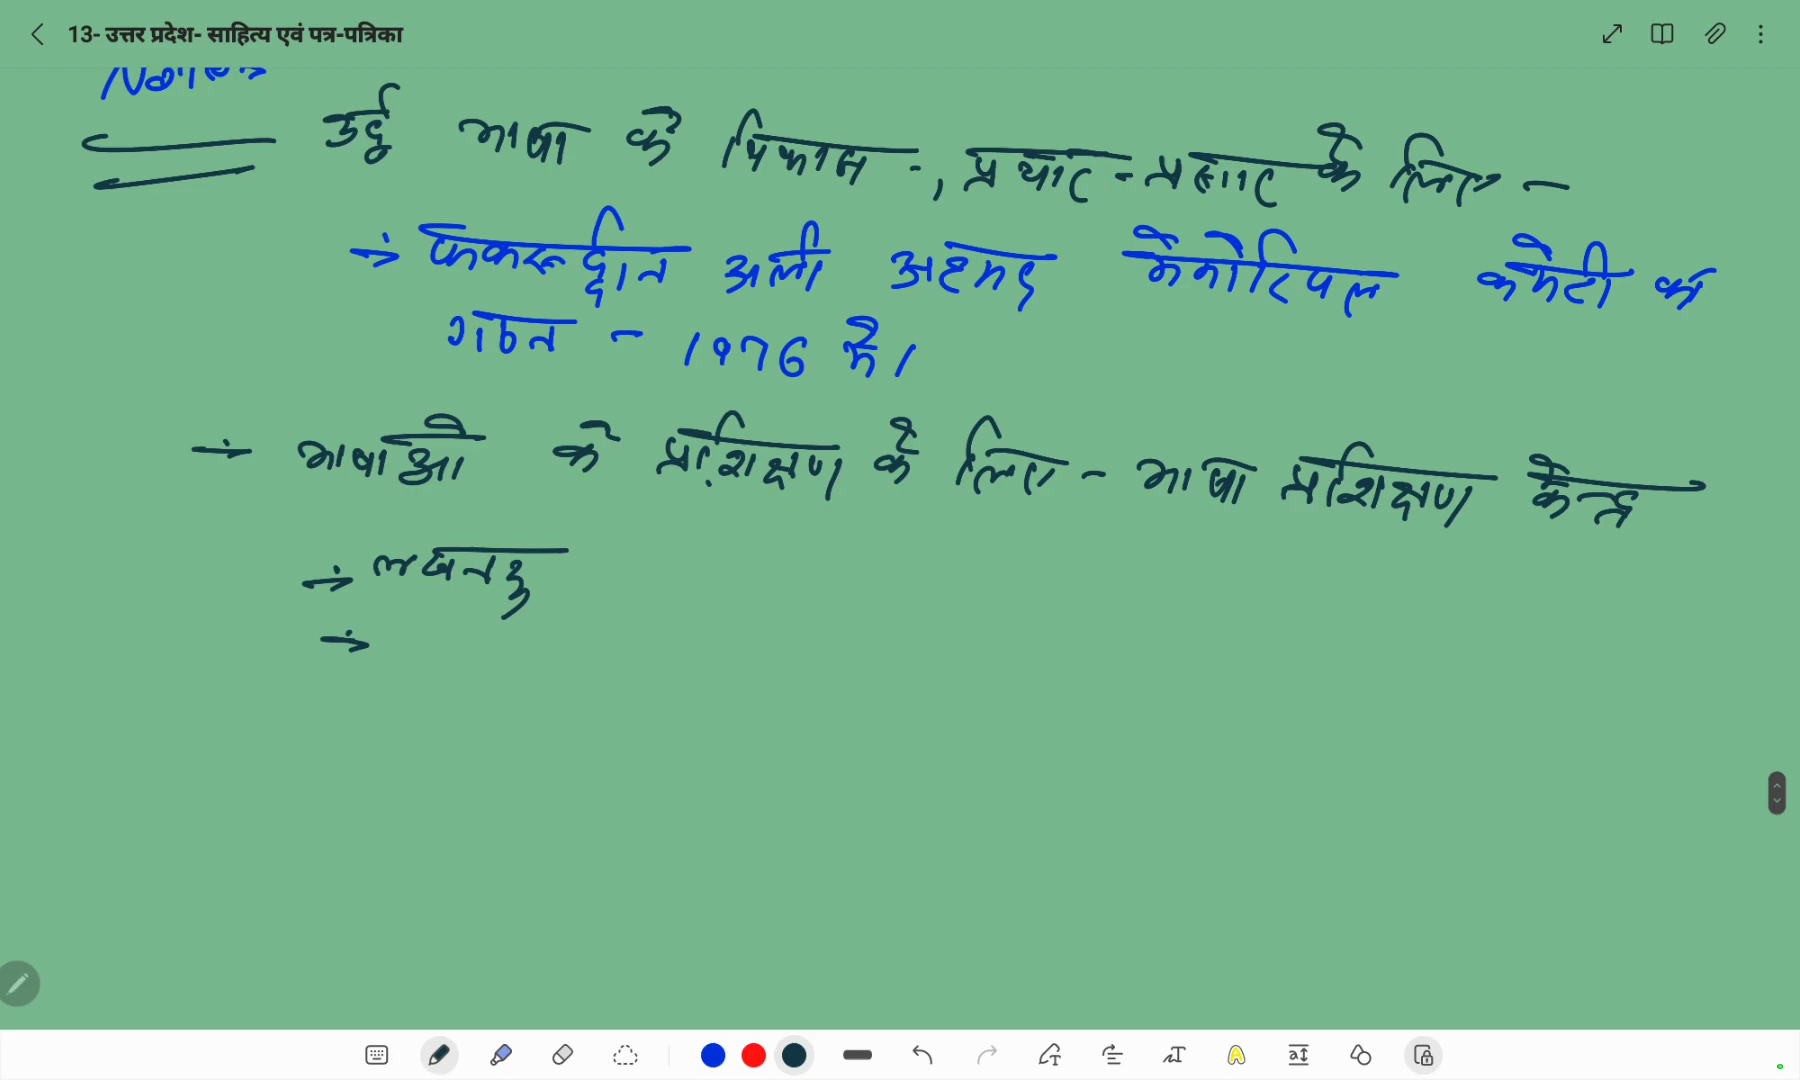 13- उत्तर प्रदेश- साहित्य एवं पत्र-पत्रिका
उर्दू भाषा के विकास -, प्रचार - प्रसार के लिए -
→ फकरूद्दीन अली अहमद मेमोरियल कमेटी का
गठन - 1976 में।
→ भाषाओ के प्रशिक्षण के लिए - भाषा प्रशिक्षण केन्द्र
→ लखनऊ
→